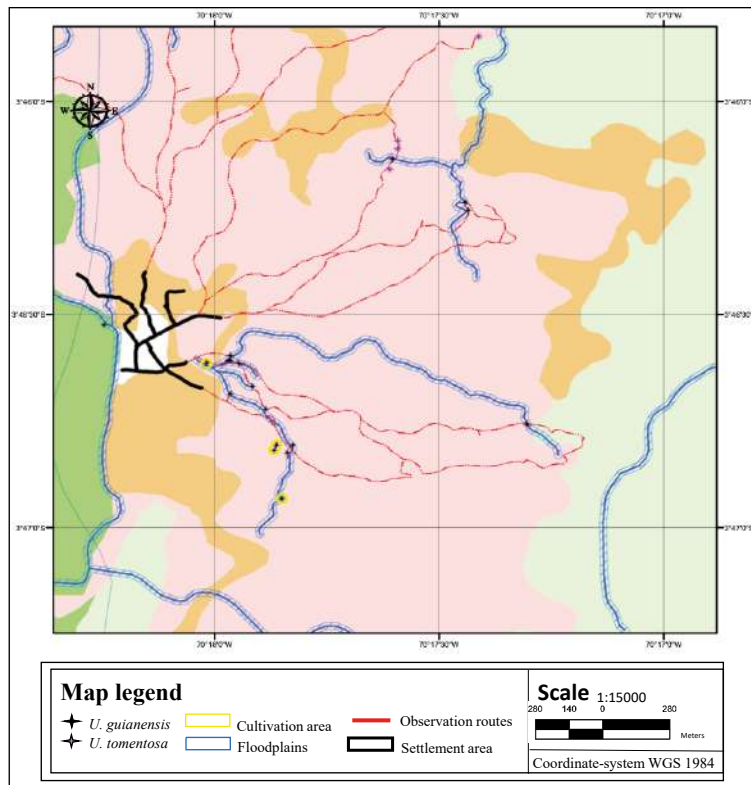 70°18'0"W 70°17'30"W 70°17'0"W
N
W E
S
3°46'0"S 3°46'0"S
3°46'30"S 3°46'30"S
3°47'0"S 3°47'0"S
70°18'0"W 70°17'30"W 70°17'0"W
Map legend
U. guianensis
U. tomentosa
Cultivation area
Floodplains
Observation routes
Settlement area
Scale 1:15000
280 140 0 280
Meters
Coordinate-system WGS 1984